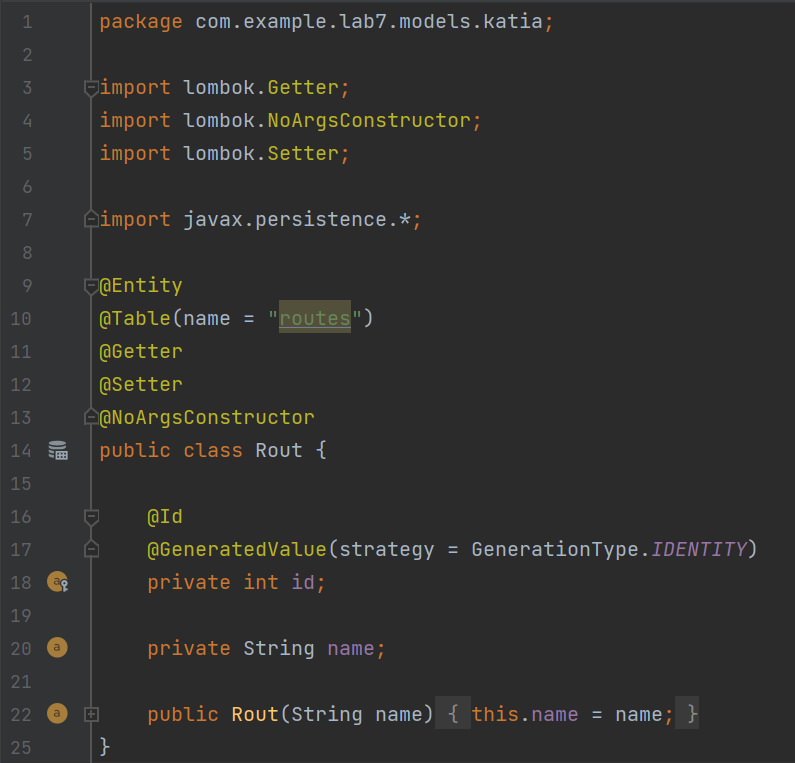 1 package com.example.lab7.models.katia;
2
3 import lombok.Getter;
4 import lombok.NoArgsConstructor;
5 import lombok.Setter;
6
7 import javax.persistence.*;
8
9 @Entity
10 @Table(name = "routes")
11 @Getter
12 @Setter
13 @NoArgsConstructor
14 public class Rout {
15
16     @Id
17     @GeneratedValue(strategy = GenerationType.IDENTITY)
18 a     private int id;
19
20 a     private String name;
21
22 a     public Rout(String name) { this.name = name; }
25 }